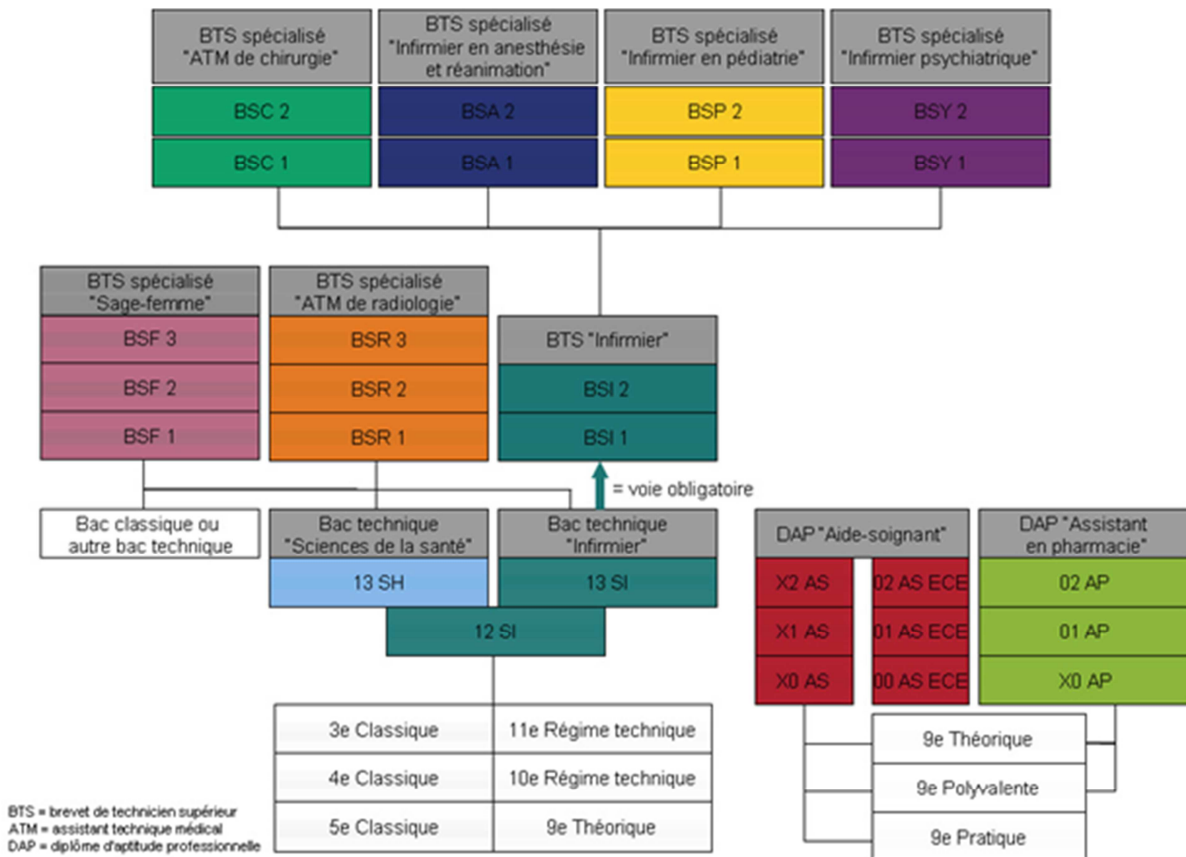 BTS spécialisé
"ATM de chirurgie"
BTS spécialisé
"Infirmier en anesthésie
et réanimation"
BTS spécialisé
"Infirmier en pédiatrie"
BTS spécialisé
"Infirmier psychiatrique"
BSC 2
BSA 2
BSP 2
BSY 2
BSC 1
BSA 1
BSP 1
BSY 1
BTS spécialisé
"Sage-femme"
BTS spécialisé
"ATM de radiologie"
BSF 3
BSR 3
BTS "Infirmier"
BSF 2
BSR 2
BSI 2
BSF 1
BSR 1
BSI 1
= voie obligatoire
Bac classique ou
autre bac technique
Bac technique
"Sciences de la santé"
Bac technique
"Infirmier"
DAP "Aide-soignant"
DAP "Assistant
en pharmacie"
13 SH
13 SI
X2 AS
02 AS ECE
02 AP
12 SI
X1 AS
01 AS ECE
01 AP
X0 AS
00 AS ECE
X0 AP
3e Classique
11e Régime technique
9e Théorique
4e Classique
10e Régime technique
9e Polyvalente
5e Classique
9e Théorique
9e Pratique
BTS = brevet de technicien supérieur
ATM = assistant technique médical
DAP = diplôme d'aptitude professionnelle